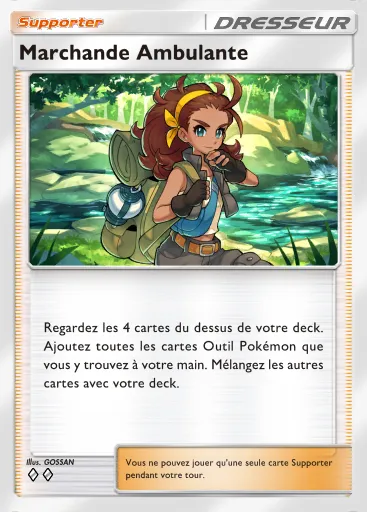 Supporter
DRESSEUR
Marchande Ambulante
Regardez les 4 cartes du dessus de votre deck.
Ajoutez toutes les cartes Outil Pokémon que
vous y trouvez à votre main. Mélangez les autres
cartes avec votre deck.
Illus. GOSSAN
Vous ne pouvez jouer qu'une seule carte Supporter
pendant votre tour.